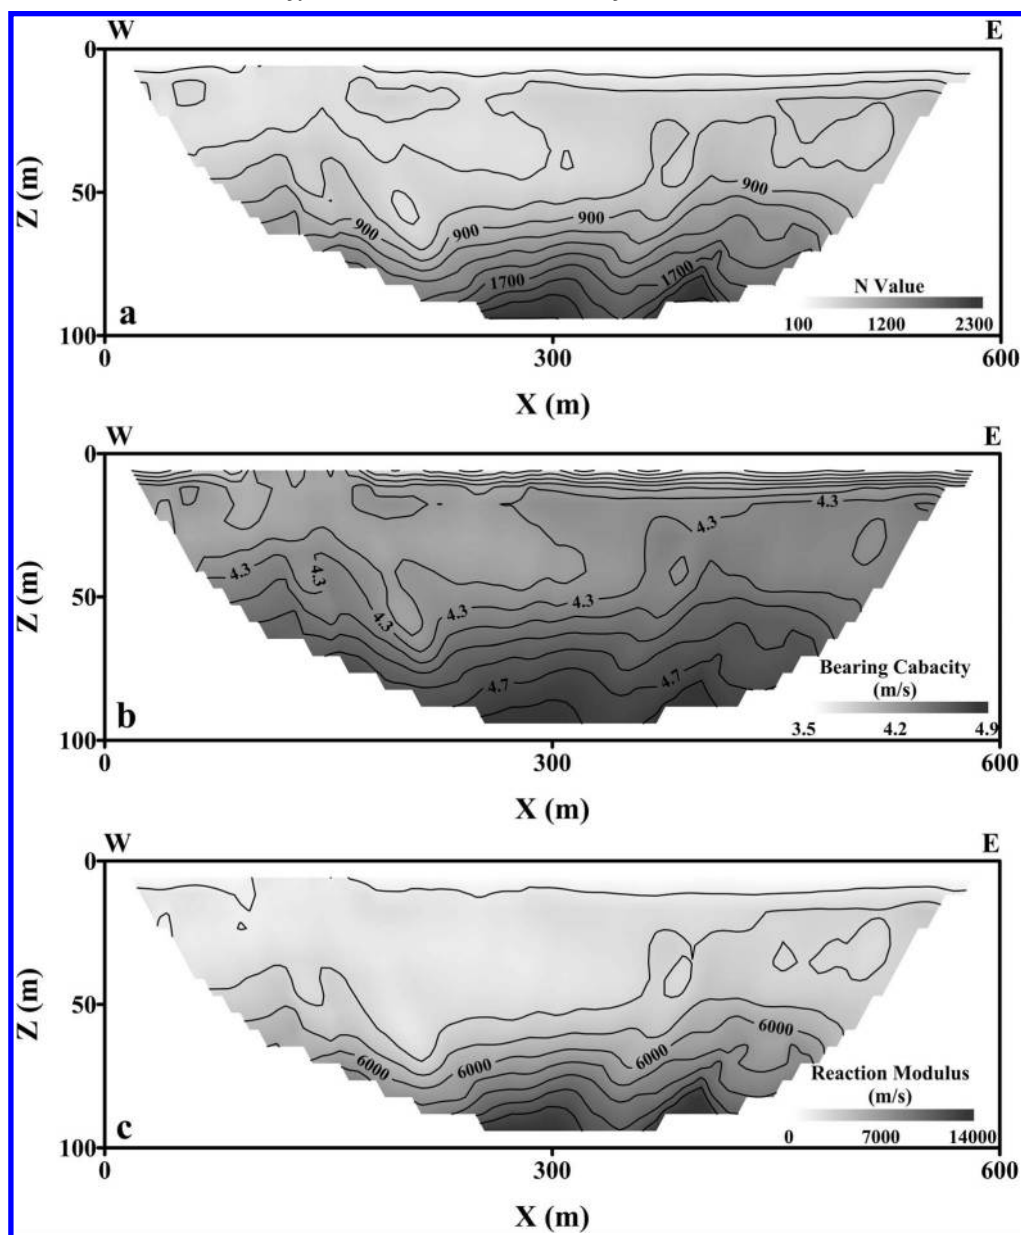 W E
0
900
50
900
900
900
1700
1700
N Value
a
100 1200 2300
100
0 300 600
Z (m)
X (m)
W E
0
4.3
4.3
4.3
4.3
50
4.3
4.3
4.3
4.7
4.7
Bearing Cabacity
(m/s)
b
3.5 4.2 4.9
100
0 300 600
Z (m)
X (m)
W E
0
50
6000
6000
6000
6000
Reaction Modulus
(m/s)
c
0 7000 14000
100
0 300 600
Z (m)
X (m)